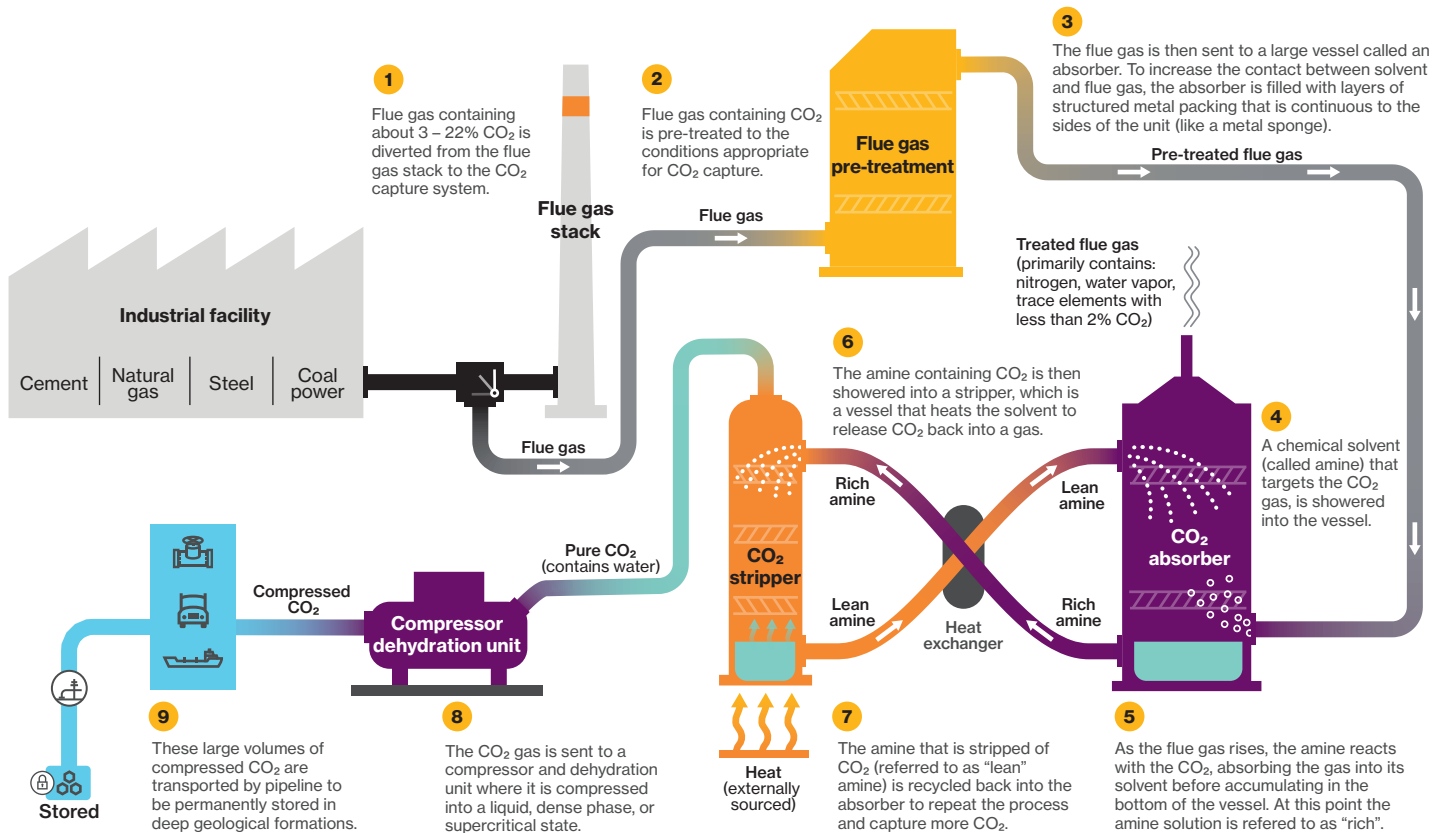 1
Flue gas containing
about 3 – 22% CO₂ is
diverted from the flue
gas stack to the CO₂
capture system.
2
Flue gas containing CO₂
is pre-treated to the
conditions appropriate
for CO₂ capture.
3
The flue gas is then sent to a large vessel called an
absorber. To increase the contact between solvent
and flue gas, the absorber is filled with layers of
structured metal packing that is continuous to the
sides of the unit (like a metal sponge).
Flue gas
stack
Flue gas
pre-treatment
Pre-treated flue gas
Flue gas
Industrial facility
Cement
Natural
gas
Steel
Coal
power
Flue gas
Treated flue gas
(primarily contains:
nitrogen, water vapor,
trace elements with
less than 2% CO₂)
6
The amine containing CO₂ is then
showered into a stripper, which is
a vessel that heats the solvent to
release CO₂ back into a gas.
4
A chemical solvent
(called amine) that
targets the CO₂
gas, is showered
into the vessel.
Rich
amine
Lean
amine
CO₂
stripper
CO₂
absorber
Lean
amine
Rich
amine
Heat
exchanger
Pure CO₂
(contains water)
Compressed
CO₂
Compressor
dehydration unit
9
These large volumes of
compressed CO₂ are
transported by pipeline to
be permanently stored in
deep geological formations.
Stored
8
The CO₂ gas is sent to a
compressor and dehydration
unit where it is compressed
into a liquid, dense phase, or
supercritical state.
Heat
(externally
sourced)
7
The amine that is stripped of
CO₂ (referred to as “lean”
amine) is recycled back into the
absorber to repeat the process
and capture more CO₂.
5
As the flue gas rises, the amine reacts
with the CO₂, absorbing the gas into its
solvent before accumulating in the
bottom of the vessel. At this point the
amine solution is refered to as “rich”.